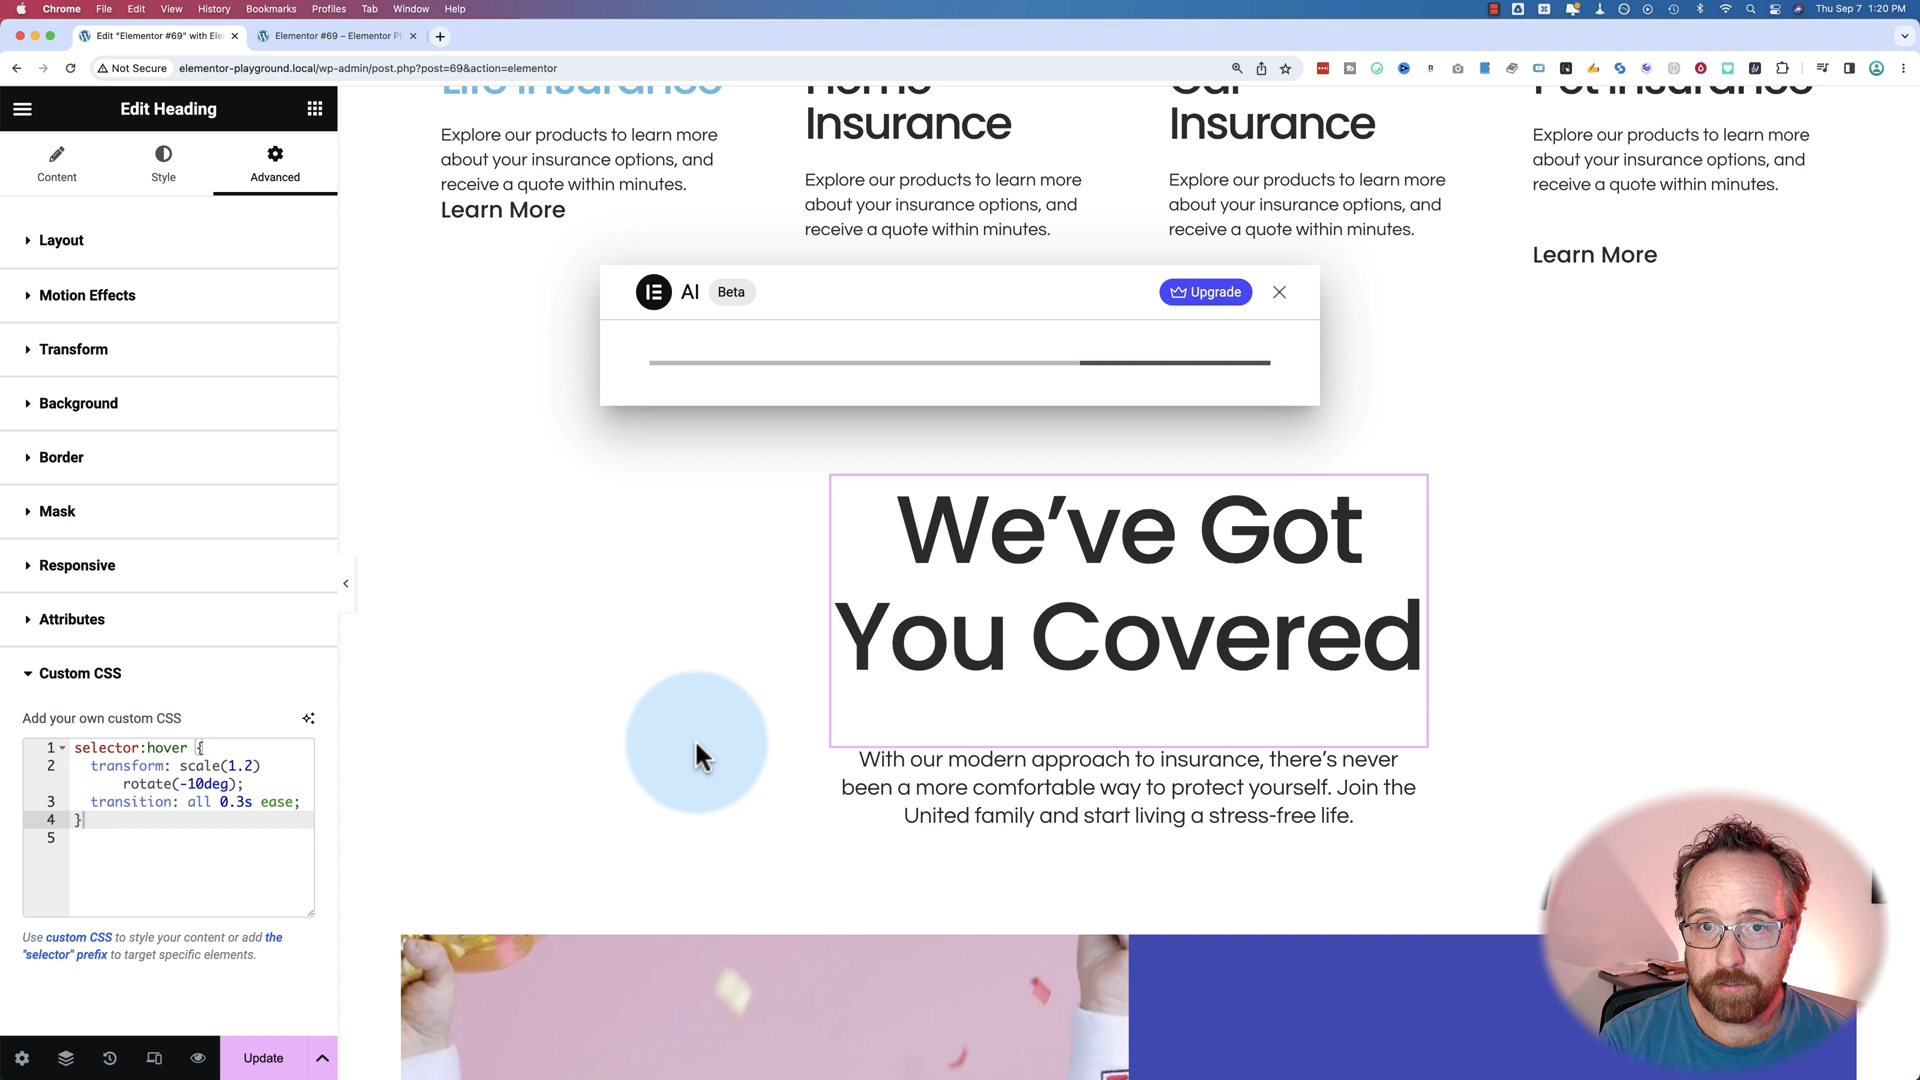 Chrome File Edit View History Bookmarks Profiles Tab Window Help
Thu Sep 7 1:20 PM
Edit "Elementor #69" with Ele
Elementor #69 – Elementor Pl
Not Secure
elementor-playground.local/wp-admin/post.php?post=69&action=elementor
Edit Heading
Content
Style
Advanced
Layout
Motion Effects
Transform
Background
Border
Mask
Responsive
Attributes
Custom CSS
Add your own custom CSS
1 selector:hover {
2 transform: scale(1.2)
rotate(-10deg);
3 transition: all 0.3s ease;
4 }
5
Use custom CSS to style your content or add the
"selector" prefix to target specific elements.
Update
Life Insurance
Explore our products to learn more
about your insurance options, and
receive a quote within minutes.
Learn More
Home
Insurance
Explore our products to learn more
about your insurance options, and
receive a quote within minutes.
Car
Insurance
Explore our products to learn more
about your insurance options, and
receive a quote within minutes.
Pet Insurance
Explore our products to learn more
about your insurance options, and
receive a quote within minutes.
Learn More
AI
Beta
Upgrade
We’ve Got
You Covered
With our modern approach to insurance, there’s never
been a more comfortable way to protect yourself. Join the
United family and start living a stress-free life.